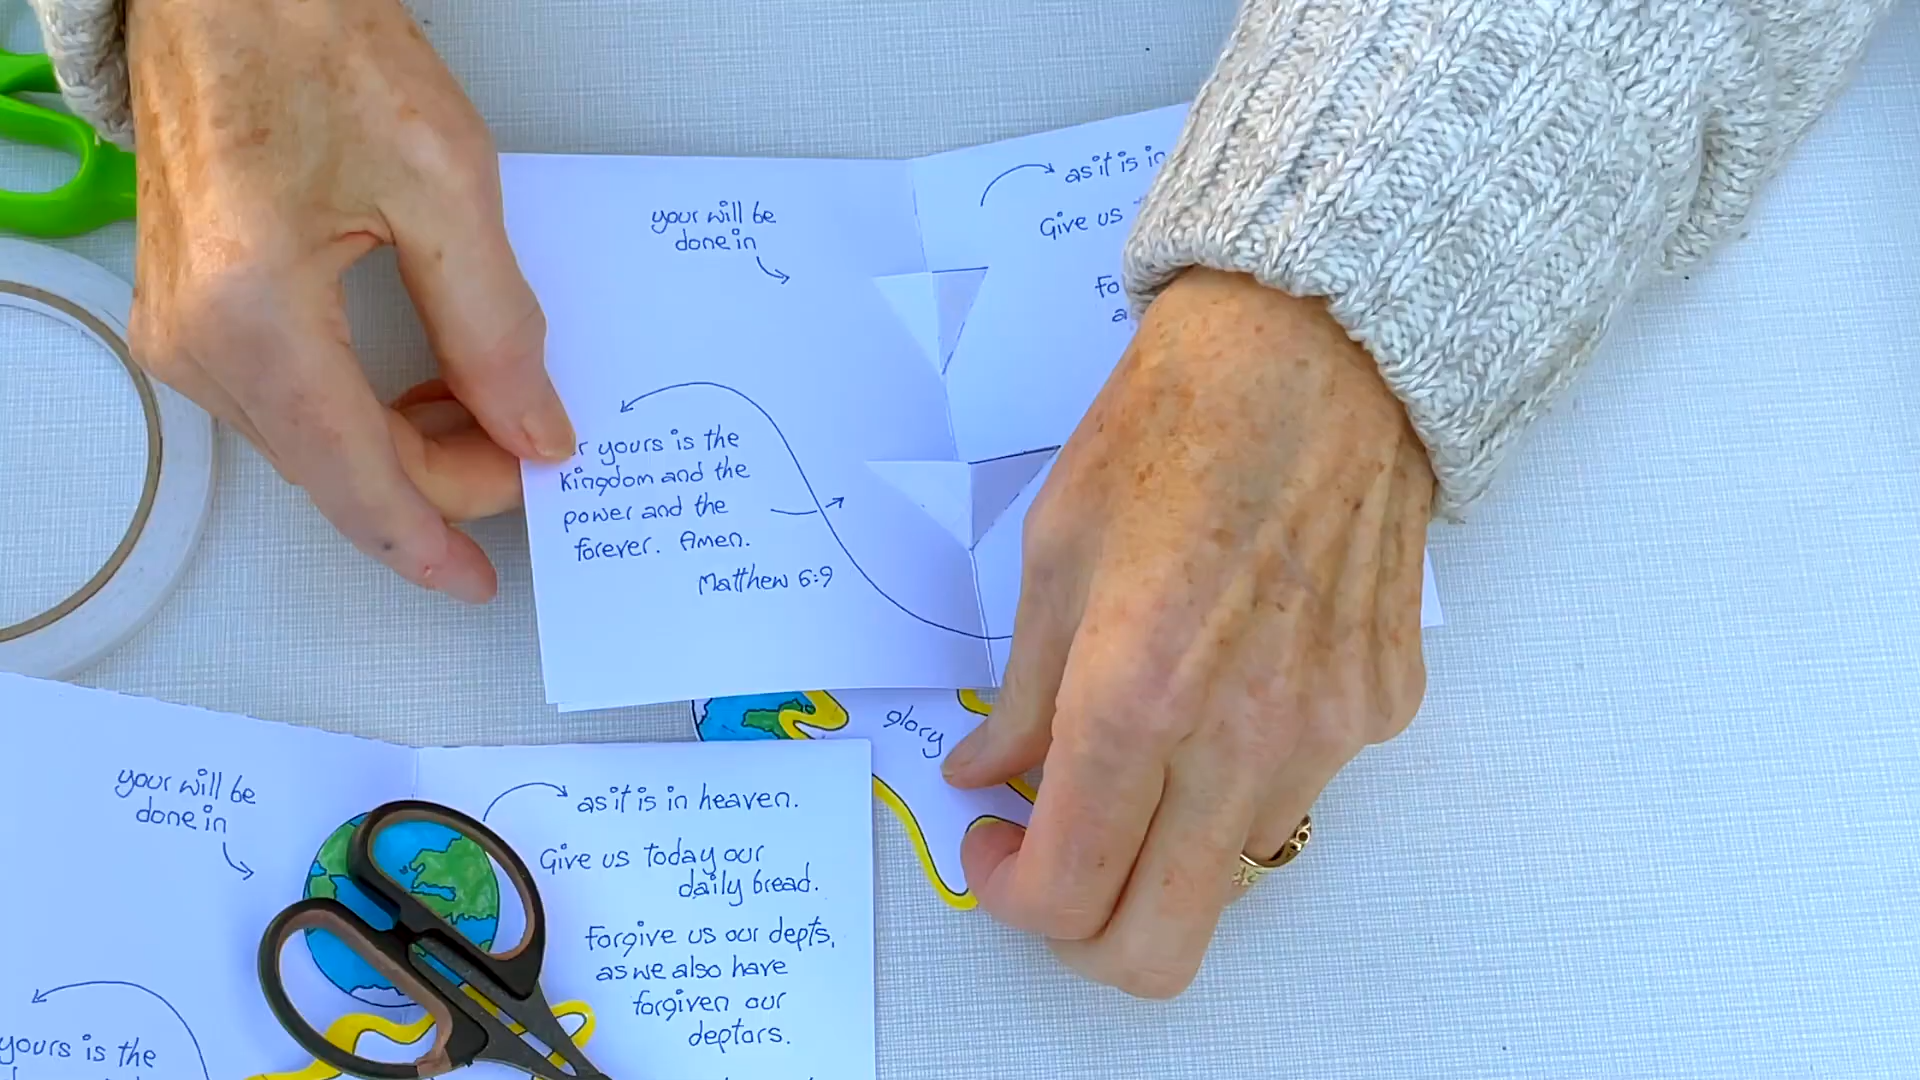 your will be
done in
as it is in
Give us
Fo
a
r yours is the
kingdom and the
power and the
forever. Amen.
Matthew 6:9
glory
your will be
done in
as it is in heaven.
Give us today our
daily bread.
Forgive us our depts,
as we also have
forgiven our
deptors.
yours is the